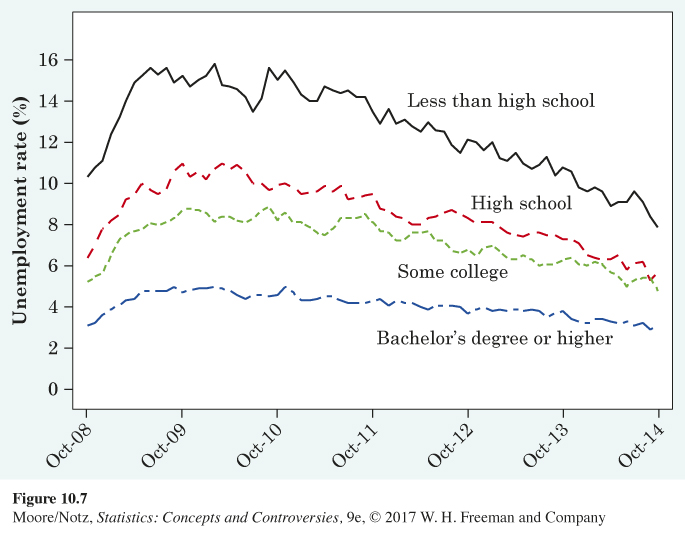 16
14
12
10
8
6
4
2
0
Unemployment rate (%)
Less than high school
High school
Some college
Bachelor's degree or higher
Oct-08
Oct-09
Oct-10
Oct-11
Oct-12
Oct-13
Oct-14
Figure 10.7
Moore/Notz, Statistics: Concepts and Controversies, 9e, © 2017 W. H. Freeman and Company